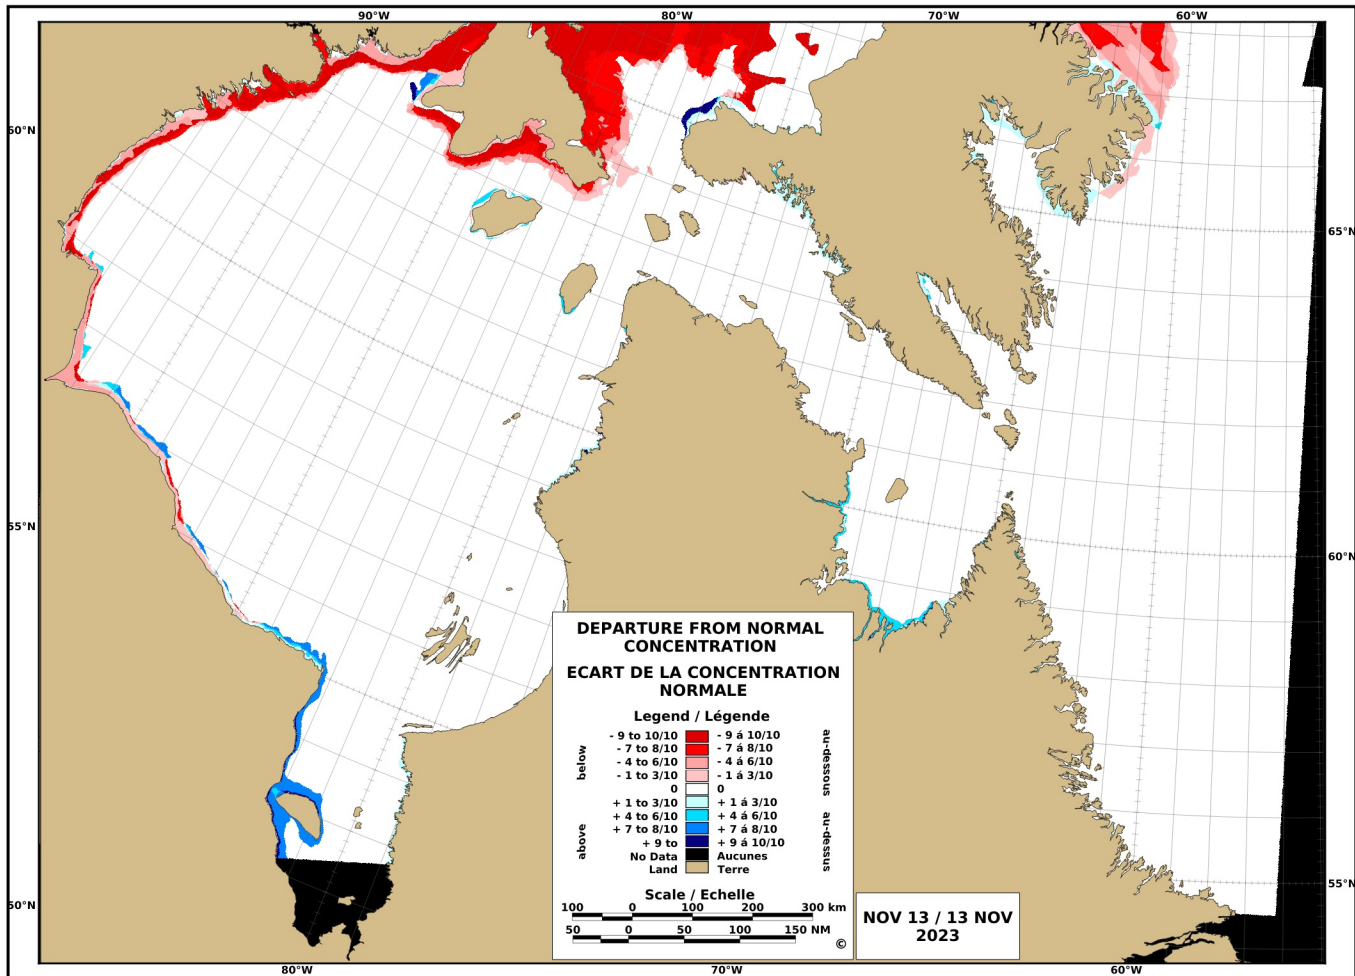 90°W 80°W 70°W 60°W
60°N
65°N
55°N
60°N
DEPARTURE FROM NORMAL
CONCENTRATION
ECART DE LA CONCENTRATION
NORMALE
Legend / Légende
below
au-dessous
- 9 to 10/10 - 9 á 10/10
- 7 to 8/10 - 7 á 8/10
- 4 to 6/10 - 4 á 6/10
- 1 to 3/10 - 1 á 3/10
0 0
+ 1 to 3/10 + 1 á 3/10
+ 4 to 6/10 + 4 á 6/10
+ 7 to 8/10 + 7 á 8/10
+ 9 to + 9 á 10/10
above
au-dessus
No Data Aucunes
Land Terre
Scale / Echelle
100 0 100 200 300 km
50 0 50 100 150 NM
©
NOV 13 / 13 NOV
2023
55°N
50°N
80°W 70°W 60°W